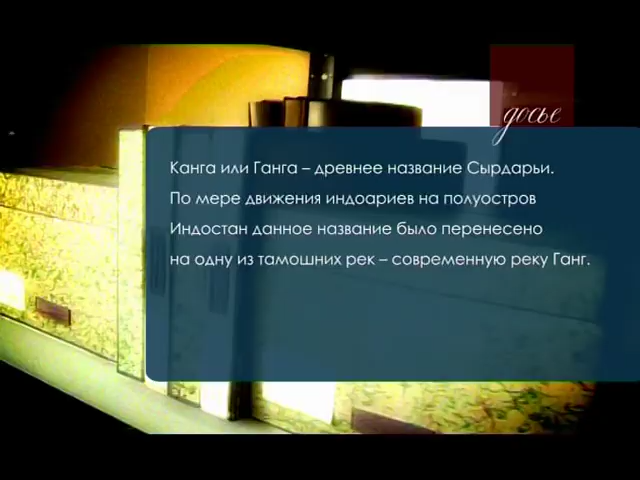 досье
Канга или Ганга – древнее название Сырдарьи.
По мере движения индоариев на полуостров
Индостан данное название было перенесено
на одну из тамошних рек – современную реку Ганг.